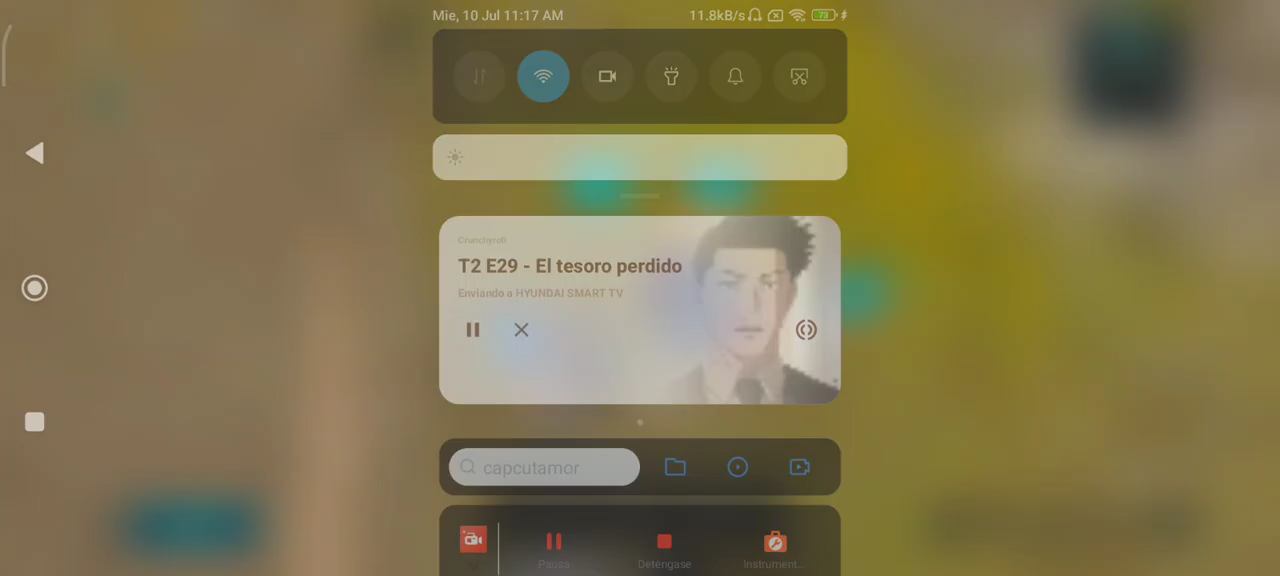 Mie, 10 Jul 11:17 AM
11.8kB/s
73
Crunchyroll
T2 E29 - El tesoro perdido
Enviando a HYUNDAI SMART TV
capcutamor
Pausa
Deténgase
Instrument...